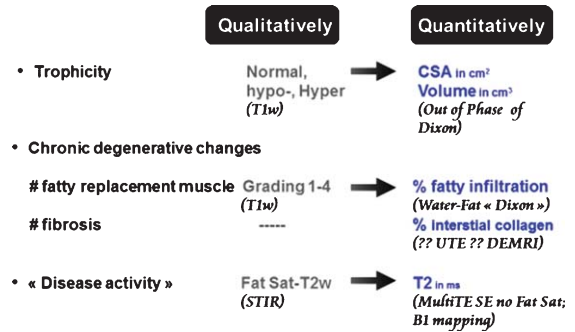 Qualitatively Quantitatively
• Trophicity Normal, CSA in cm²
hypo-, Hyper Volume in cm³
(T1w) (Out of Phase of
Dixon)
• Chronic degenerative changes
# fatty replacement muscle Grading 1-4 % fatty infiltration
(T1w) (Water-Fat « Dixon »)
# fibrosis ----- % Interstial collagen
(?? UTE ?? DEMRI)
• « Disease activity » Fat Sat-T2w T2 in ms
(STIR) (MultiTE SE no Fat Sat;
B1 mapping)